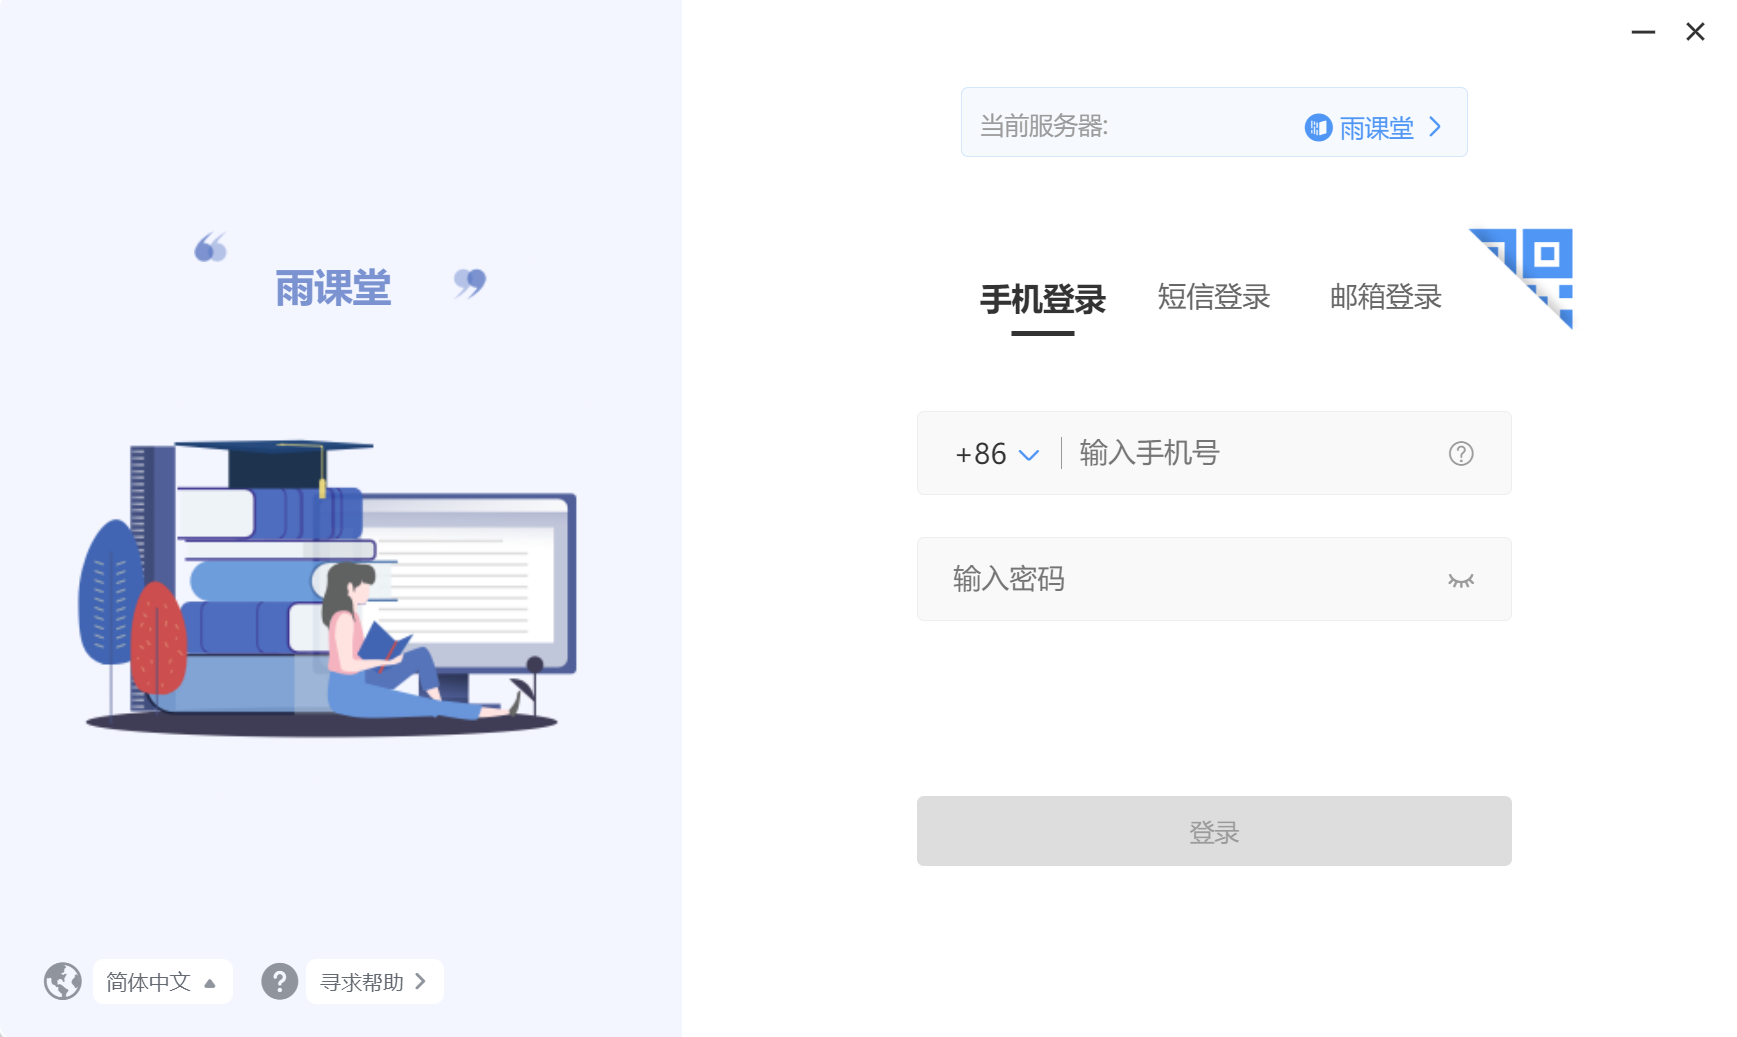 雨课堂
简体中文
寻求帮助
当前服务器:
雨课堂
手机登录 短信登录 邮箱登录
+86 输入手机号
输入密码
登录